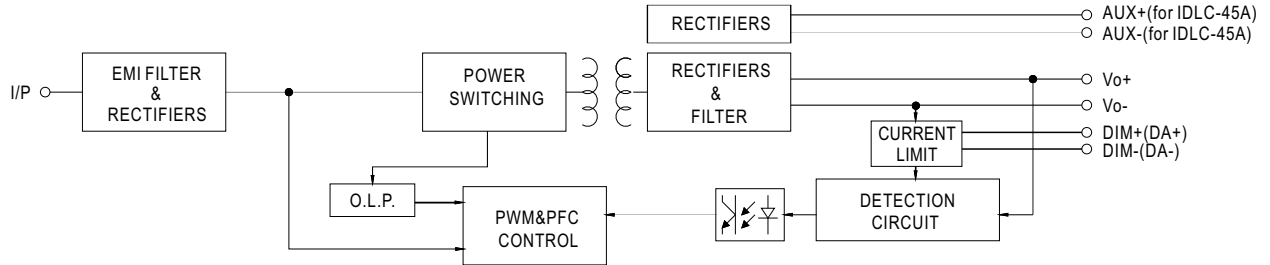 RECTIFIERS
AUX+(for IDLC-45A)
AUX-(for IDLC-45A)
I/P
EMI FILTER
&
RECTIFIERS
POWER
SWITCHING
RECTIFIERS
&
FILTER
Vo+
Vo-
CURRENT
LIMIT
DIM+(DA+)
DIM-(DA-)
O.L.P.
PWM&PFC
CONTROL
DETECTION
CIRCUIT